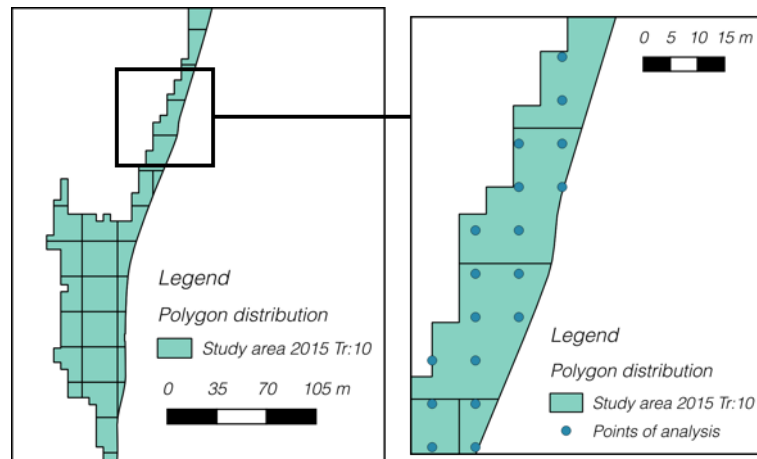 Legend
Polygon distribution
Study area 2015 Tr:10
0 35 70 105 m
0 5 10 15 m
Legend
Polygon distribution
Study area 2015 Tr:10
Points of analysis